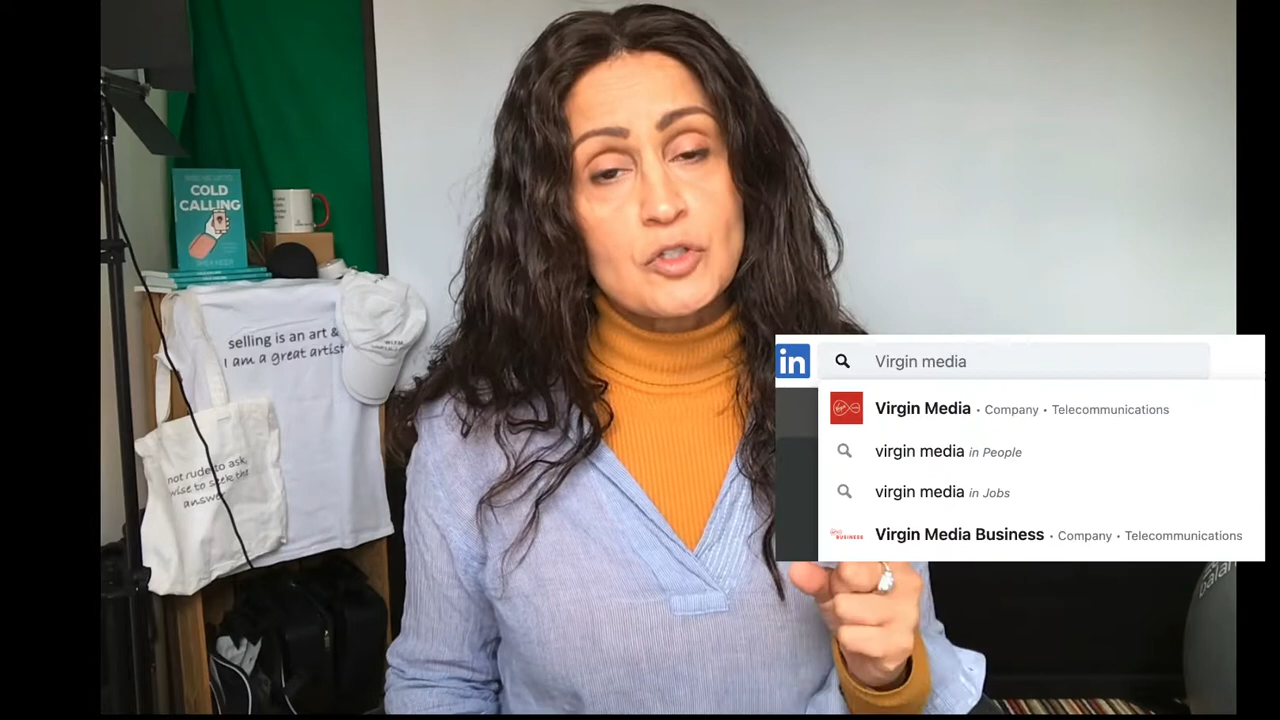 COLD
CALLING
selling is an art &
I am a great artist
not rude to ask,
wise to seek the
answer
in
Virgin media
Virgin Media • Company • Telecommunications
virgin media in People
virgin media in Jobs
Virgin Media Business • Company • Telecommunications
BUSINESS